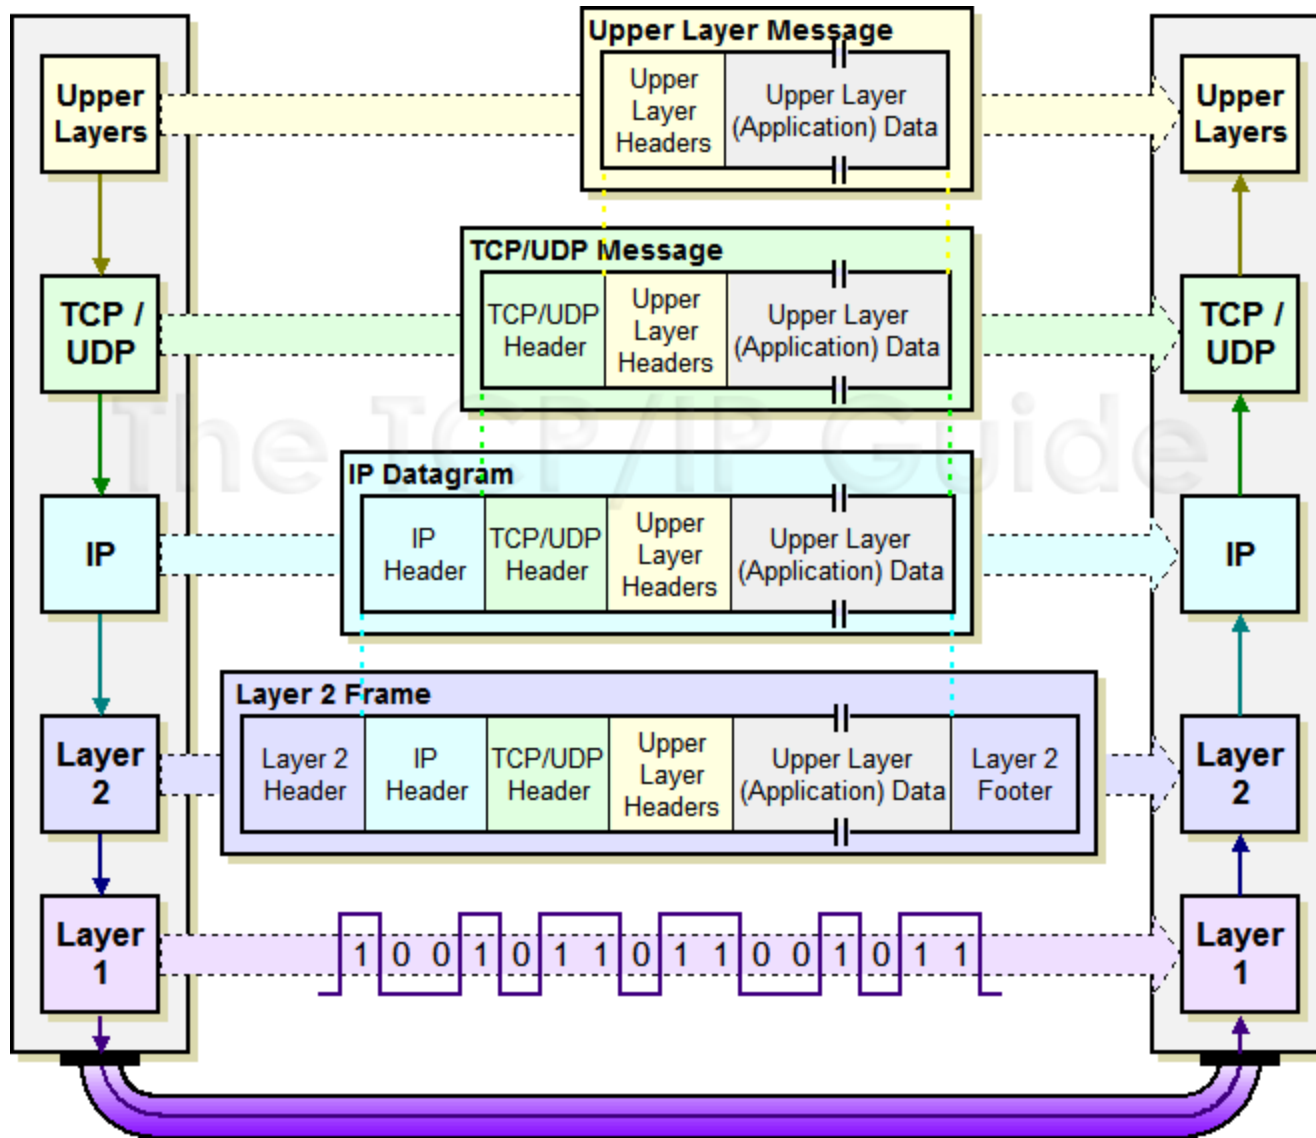 Upper Layer Message
Upper
Layers
Upper
Layer
Headers
Upper Layer
(Application) Data
Upper
Layers
TCP/UDP Message
TCP /
UDP
TCP/UDP
Header
Upper
Layer
Headers
Upper Layer
(Application) Data
TCP /
UDP
The TCP/IP Guide
IP Datagram
IP
IP
Header
TCP/UDP
Header
Upper
Layer
Headers
Upper Layer
(Application) Data
IP
Layer 2 Frame
Layer
2
Layer 2
Header
IP
Header
TCP/UDP
Header
Upper
Layer
Headers
Upper Layer
(Application) Data
Layer 2
Footer
Layer
2
Layer
1
1 0 0 1 0 1 1 0 1 1 0 0 1 0 1 1
Layer
1